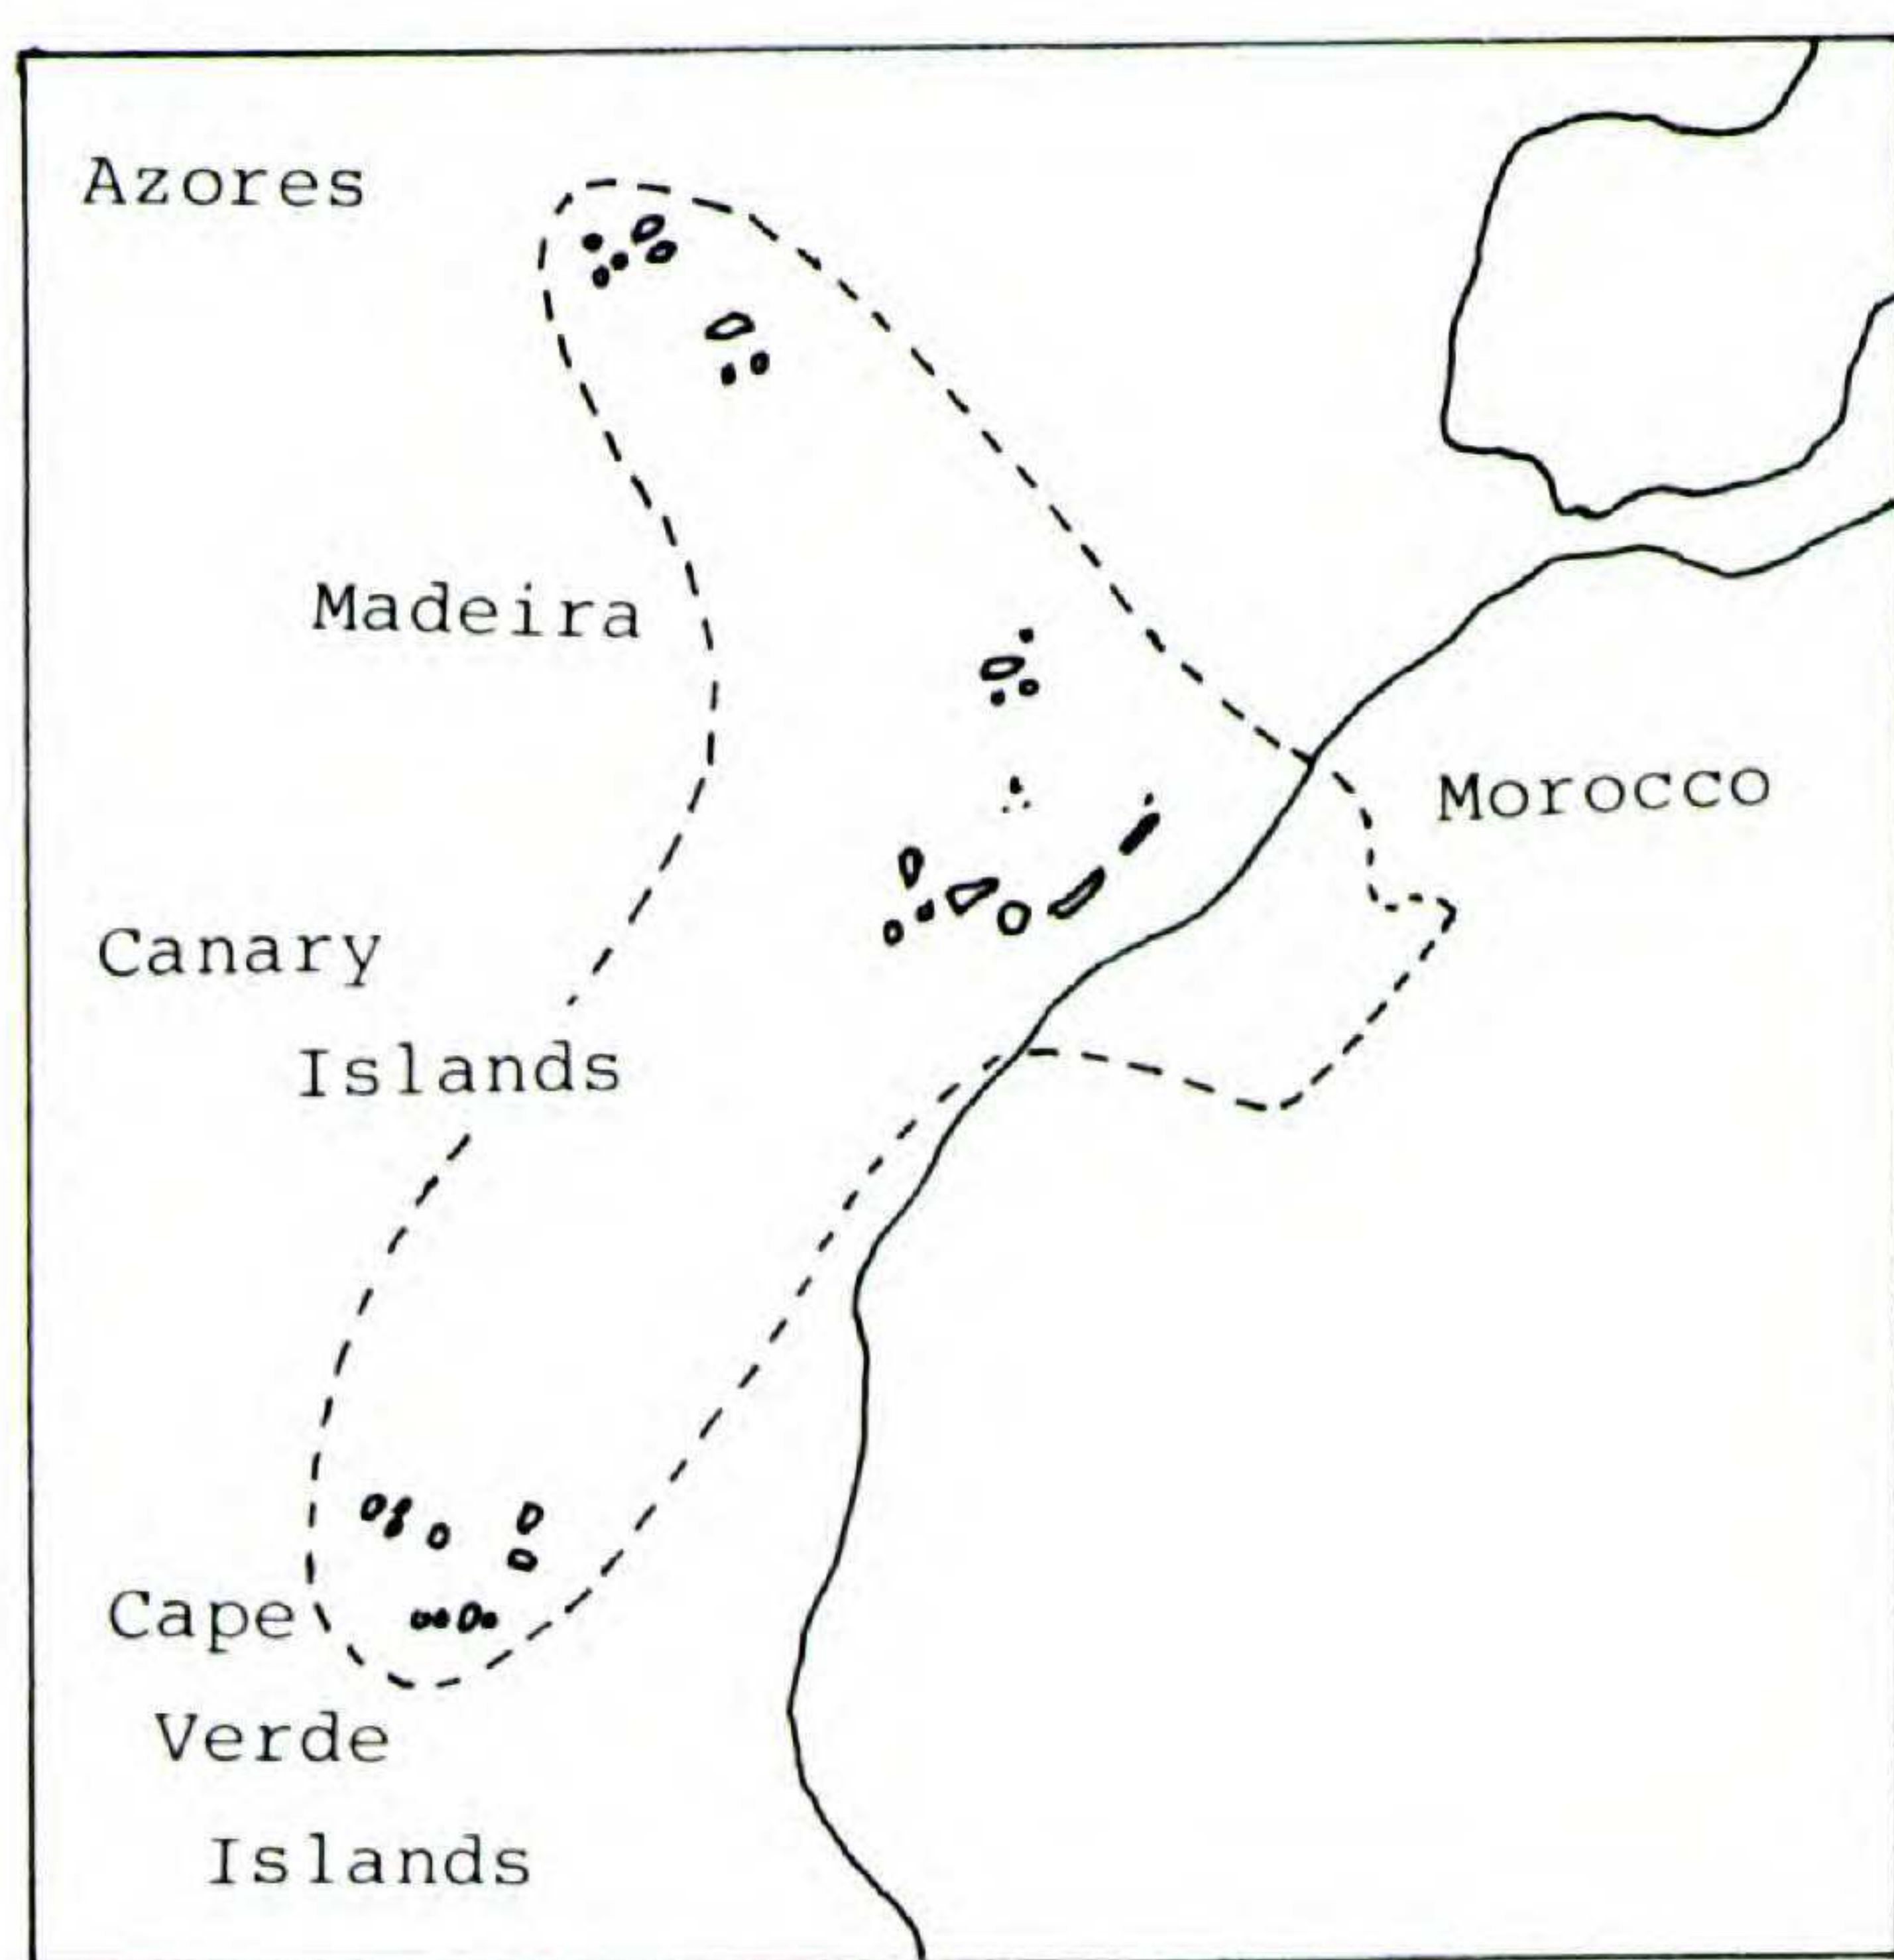 Azores
Madeira
Morocco
Canary
Islands
Cape
Verde
Islands